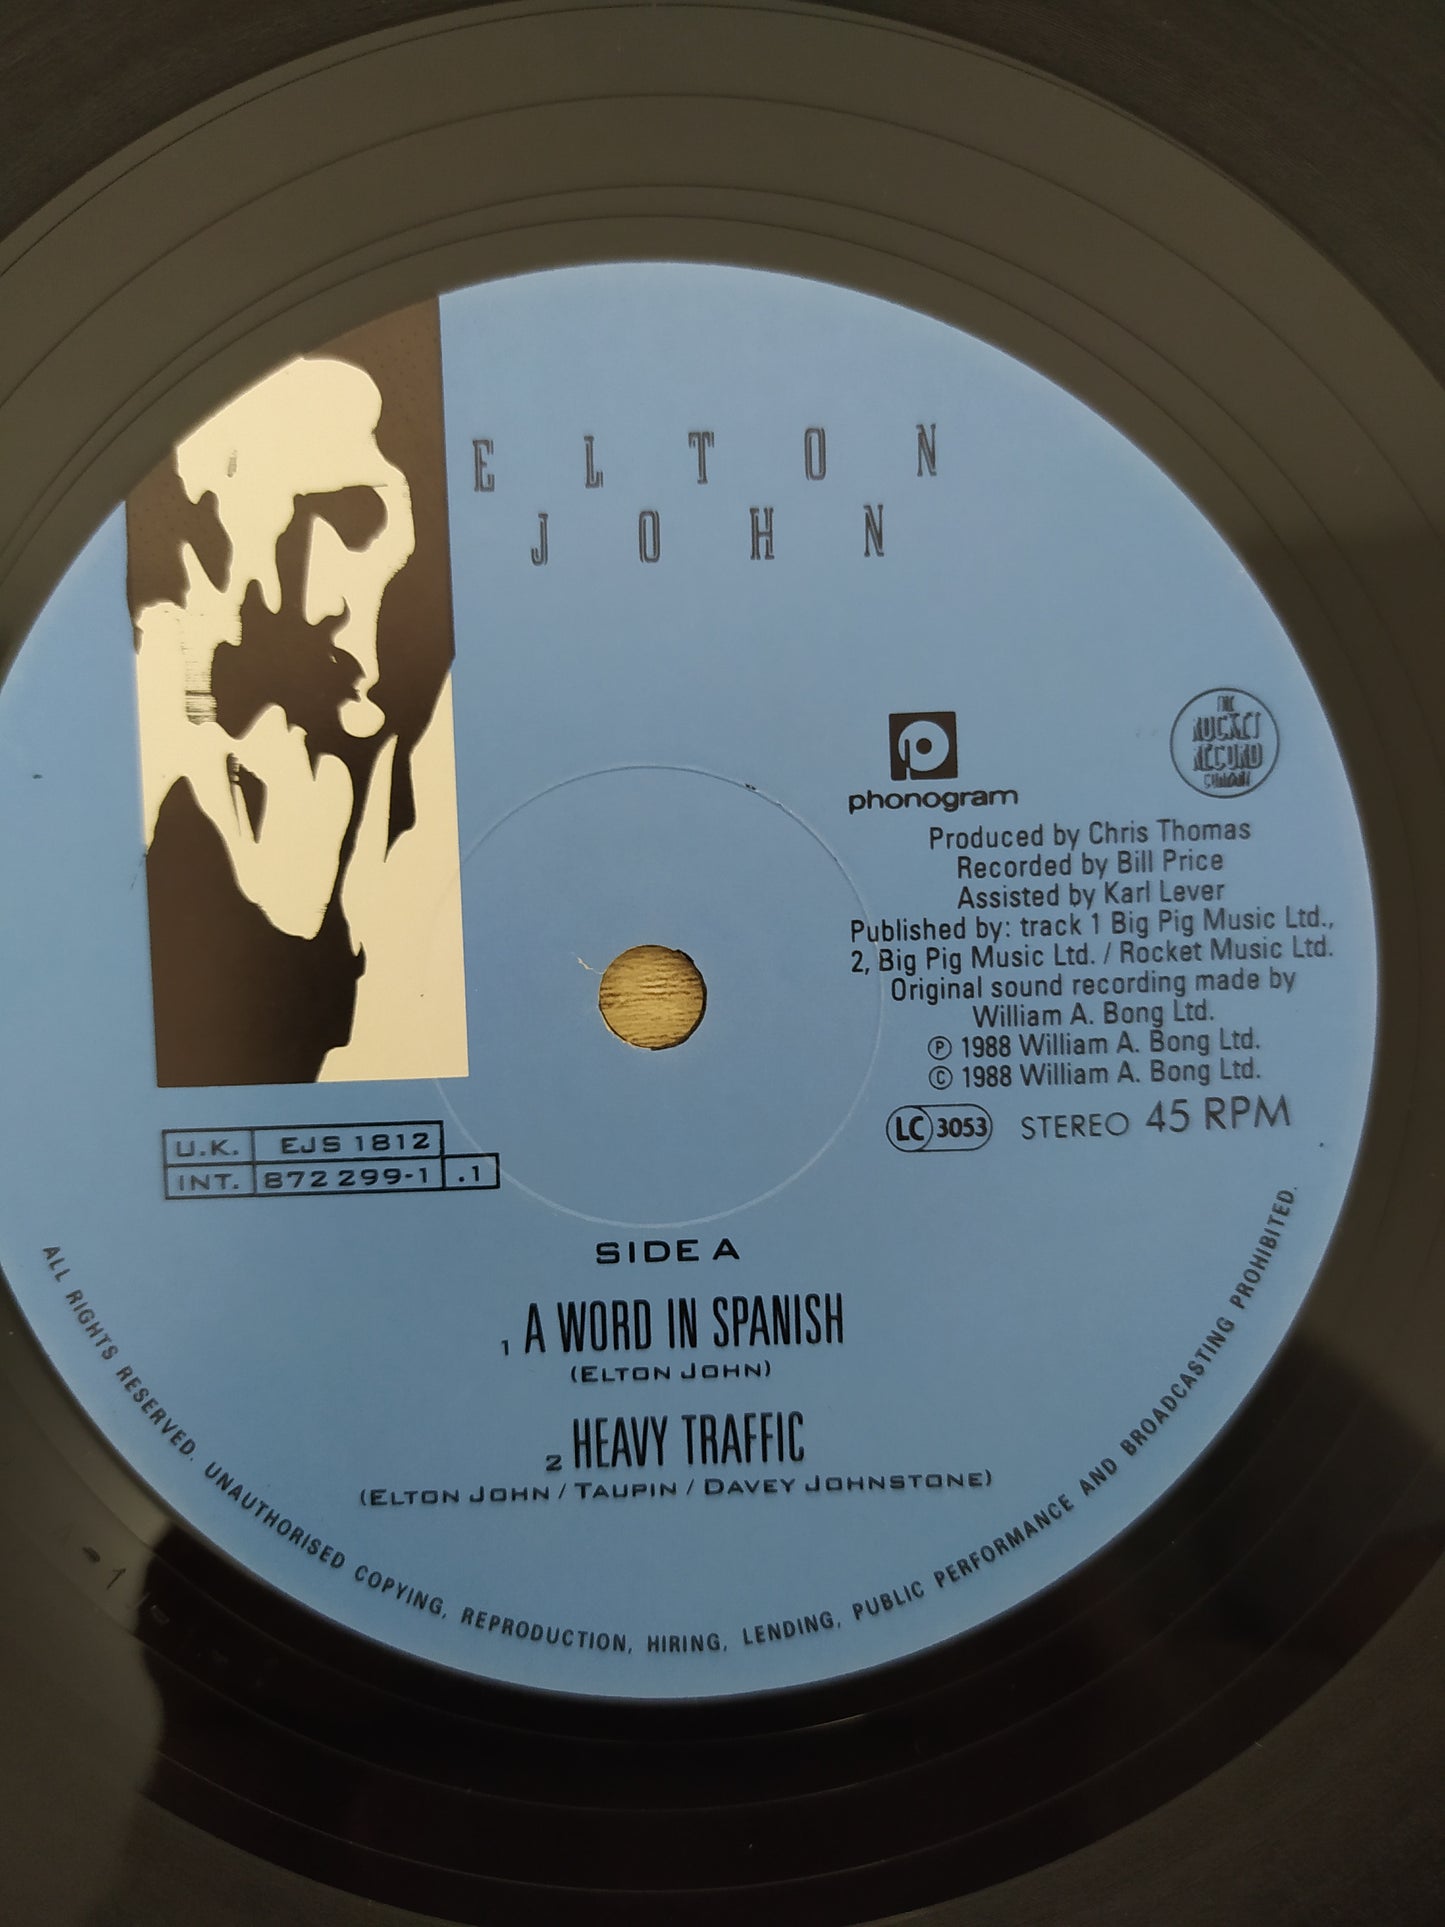 ELTON
JOHN
THE
ROCKET
RECORD
COMPANY
phonogram
Produced by Chris Thomas
Recorded by Bill Price
Assisted by Karl Lever
Published by: track 1 Big Pig Music Ltd.,
2, Big Pig Music Ltd. / Rocket Music Ltd.
Original sound recording made by
William A. Bong Ltd.
Ⓟ 1988 William A. Bong Ltd.
© 1988 William A. Bong Ltd.
LC 3053 STEREO 45 RPM
U.K. EJS 1812
INT. 872 299-1 .1
SIDE A
1 A WORD IN SPANISH
(ELTON JOHN)
2 HEAVY TRAFFIC
(ELTON JOHN / TAUPIN / DAVEY JOHNSTONE)
ALL RIGHTS RESERVED. UNAUTHORISED COPYING, REPRODUCTION, HIRING, LENDING, PUBLIC PERFORMANCE AND BROADCASTING PROHIBITED.